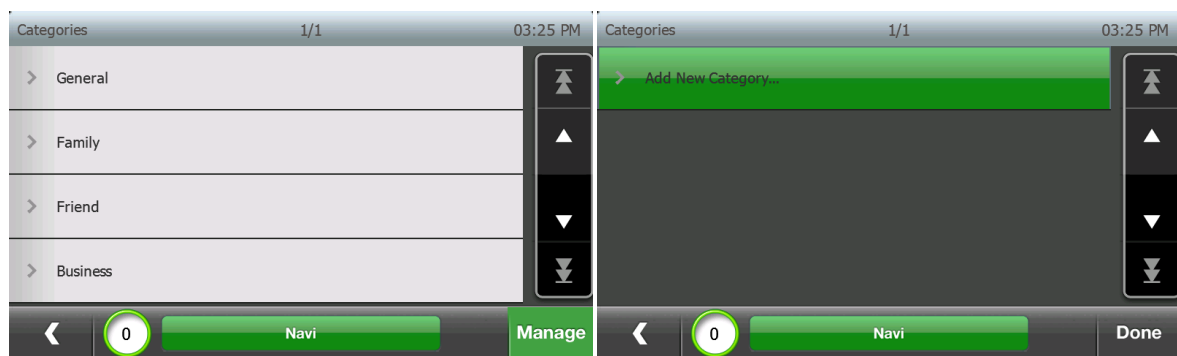 Categories 1/1 03:25 PM
General
Family
Friend
Business
0 Navi Manage
Categories 1/1 03:25 PM
Add New Category...
0 Navi Done